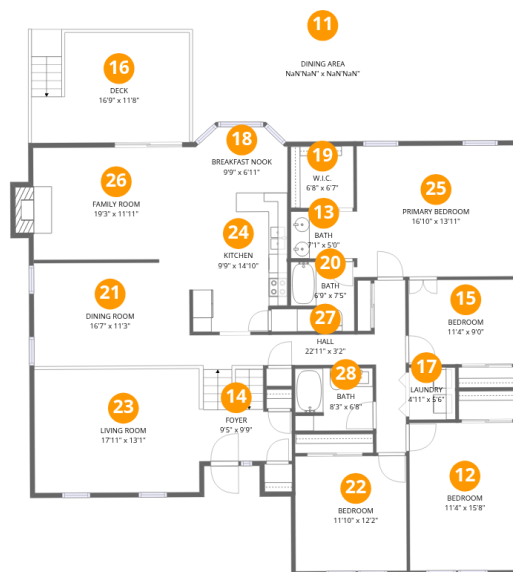 11
DINING AREA
NaN'NaN" x NaN'NaN"
16
DECK
16'9" x 11'8"
18
BREAKFAST NOOK
9'9" x 6'11"
19
W.I.C.
6'8" x 6'7"
26
FAMILY ROOM
19'3" x 11'11"
25
PRIMARY BEDROOM
16'10" x 13'11"
13
BATH
7'1" x 5'0"
24
KITCHEN
9'9" x 14'10"
20
BATH
6'9" x 7'5"
21
DINING ROOM
16'7" x 11'3"
15
BEDROOM
11'4" x 9'0"
27
HALL
22'11" x 3'2"
17
LAUNDRY
4'11" x 5'6"
28
BATH
8'3" x 6'8"
14
FOYER
9'5" x 9'9"
23
LIVING ROOM
17'11" x 13'1"
22
BEDROOM
11'10" x 12'2"
12
BEDROOM
11'4" x 15'8"